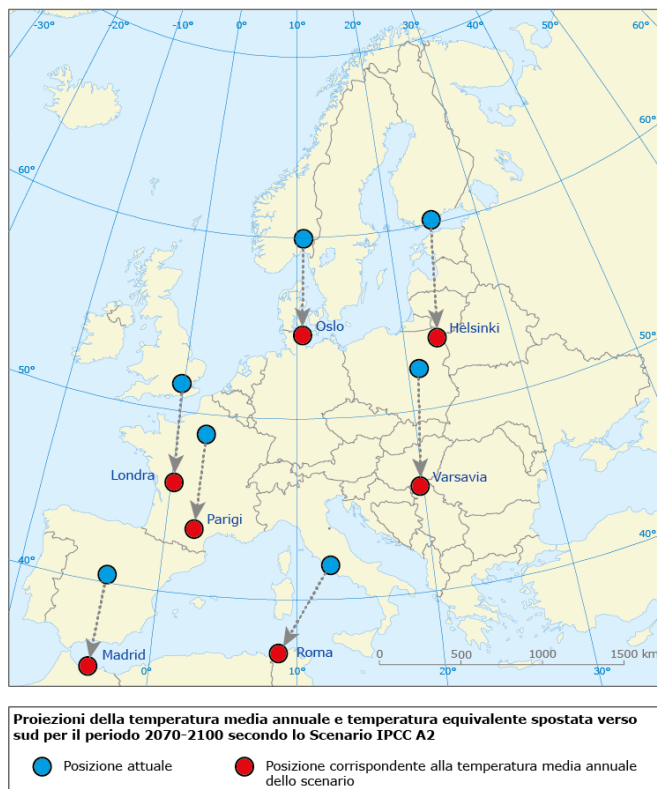 -30°
-20°
-10°
0°
10°
20°
30°
40°
50°
60°
60°
60°
50°
50°
40°
40°
Oslo
Helsinki
Londra
Parigi
Varsavia
Madrid
Roma
0 500 1000 1500 km
0°
10°
20°
30°
Proiezioni della temperatura media annuale e temperatura equivalente spostata verso
sud per il periodo 2070-2100 secondo lo Scenario IPCC A2
Posizione attuale
Posizione corrispondente alla temperatura media annuale
dello scenario